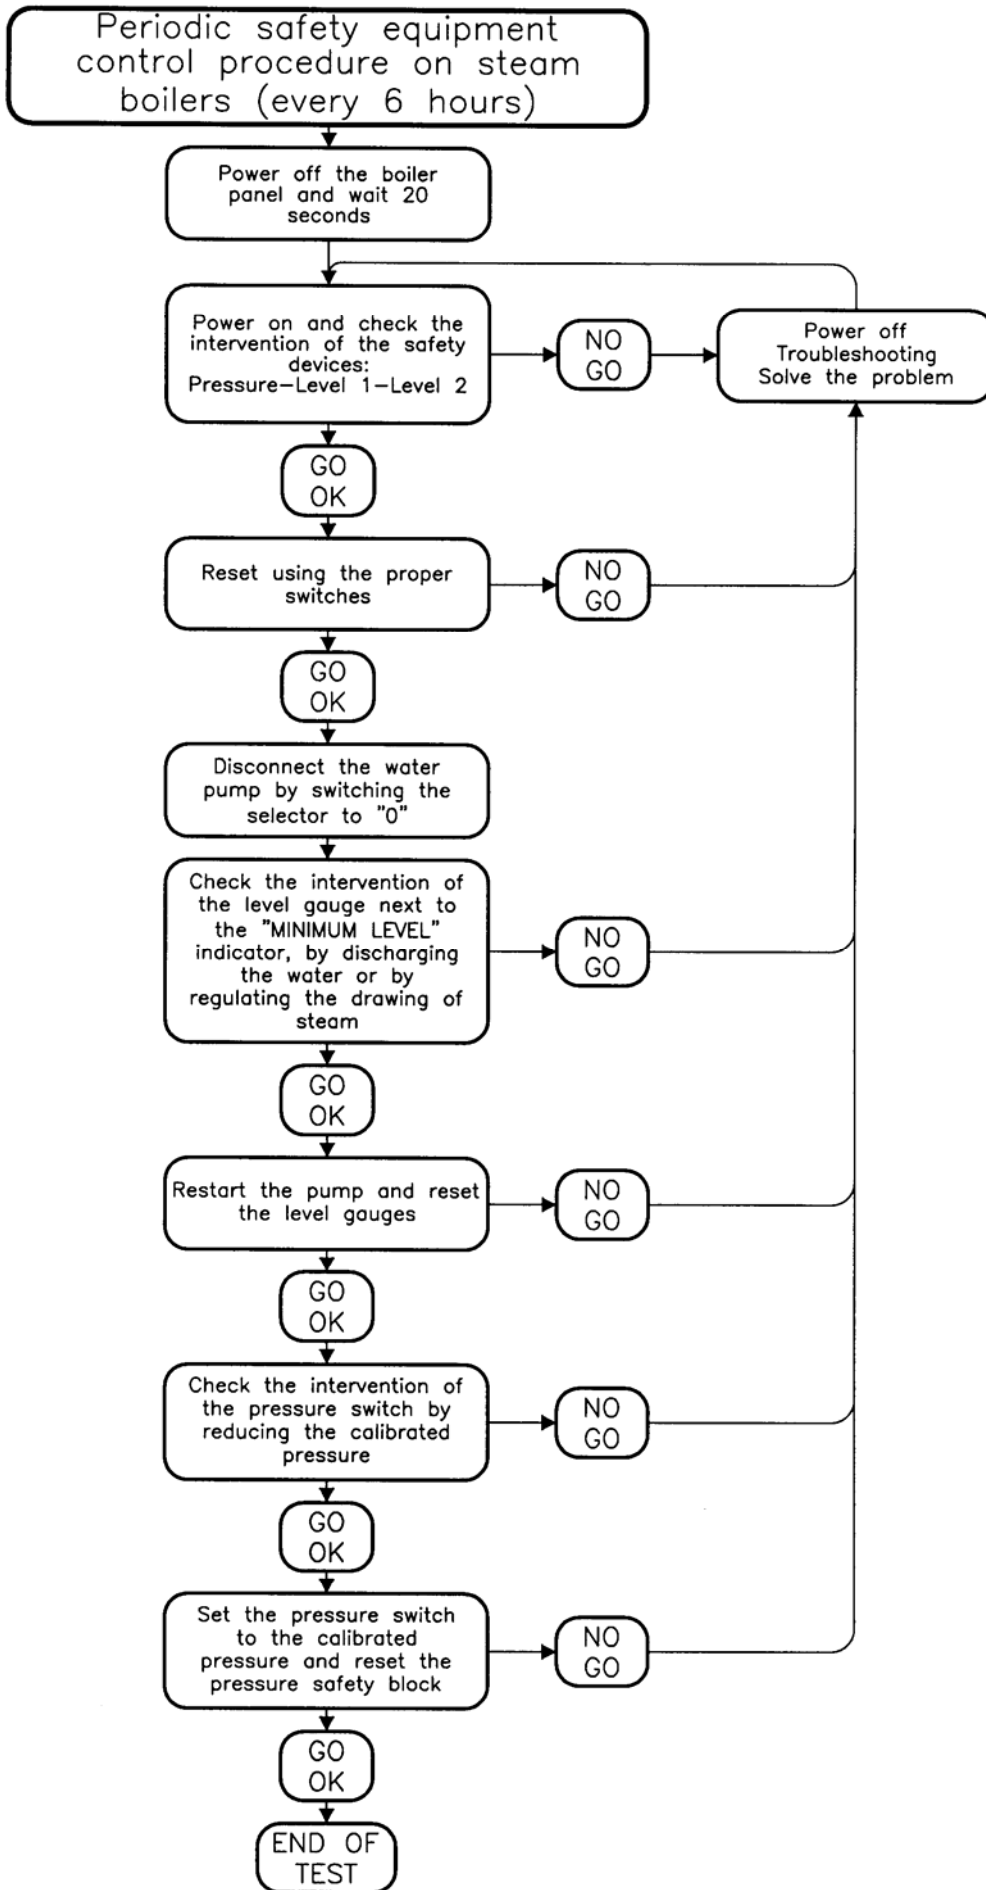 Periodic safety equipment
control procedure on steam
boilers (every 6 hours)
Power off the boiler
panel and wait 20
seconds
Power on and check the
intervention of the safety
devices:
Pressure-Level 1-Level 2
NO
GO
Power off
Troubleshooting
Solve the problem
GO
OK
Reset using the proper
switches
NO
GO
GO
OK
Disconnect the water
pump by switching the
selector to "0"
Check the intervention of
the level gauge next to
the "MINIMUM LEVEL"
indicator, by discharging
the water or by
regulating the drawing of
steam
NO
GO
GO
OK
Restart the pump and reset
the level gauges
NO
GO
GO
OK
Check the intervention of
the pressure switch by
reducing the calibrated
pressure
NO
GO
GO
OK
Set the pressure switch
to the calibrated
pressure and reset the
pressure safety block
NO
GO
GO
OK
END OF
TEST